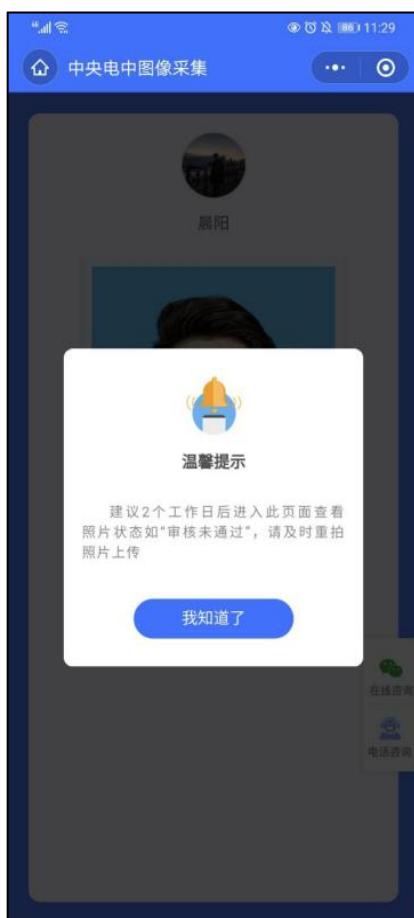 86 11:29
中央电中图像采集
晨阳
温馨提示
建议2个工作日后进入此页面查看
照片状态如"审核未通过"，请及时重拍
照片上传
我知道了
在线咨询
电话咨询